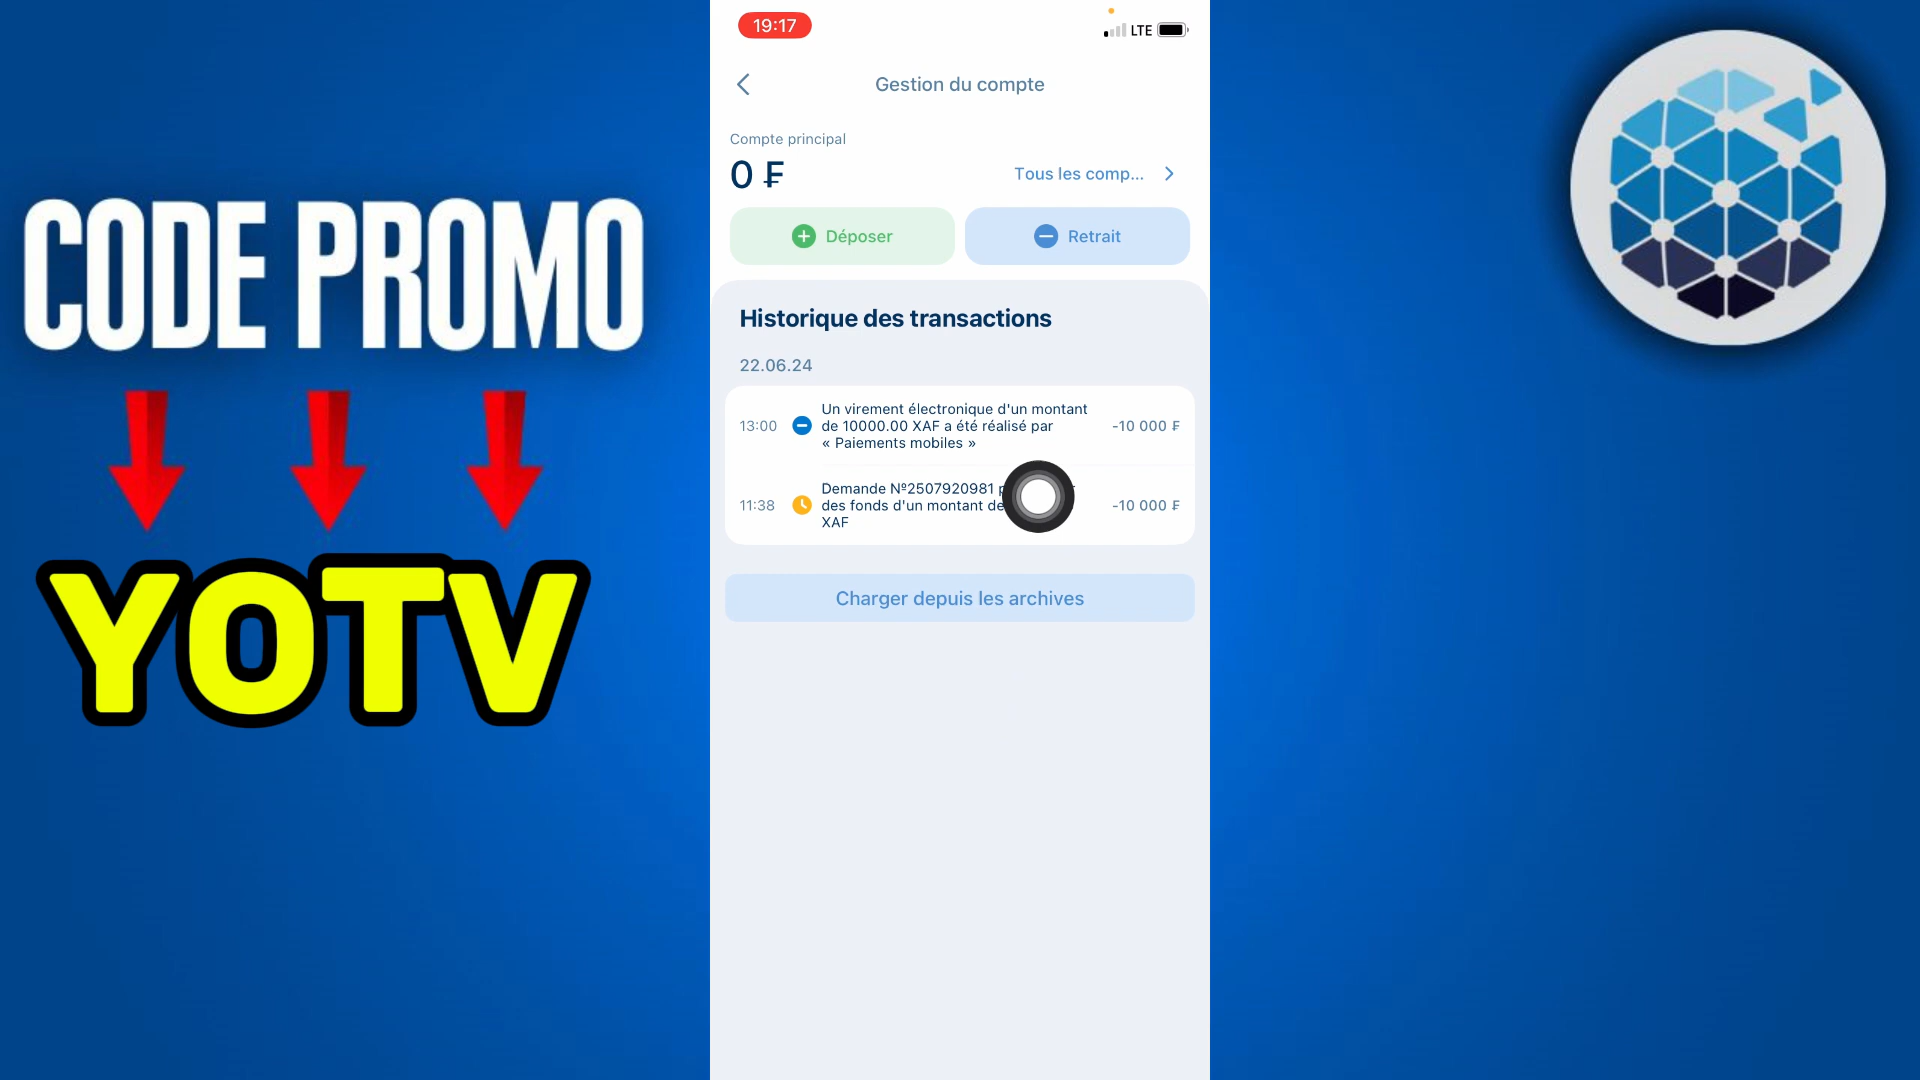 CODE PROMO
YOTV
19:17
LTE
Gestion du compte
Compte principal
0 ₣
Tous les comp...
Déposer
Retrait
Historique des transactions
22.06.24
13:00
Un virement électronique d'un montant
de 10000.00 XAF a été réalisé par
« Paiements mobiles »
-10 000 ₣
11:38
Demande Nº2507920981
des fonds d'un montant de
XAF
-10 000 ₣
Charger depuis les archives